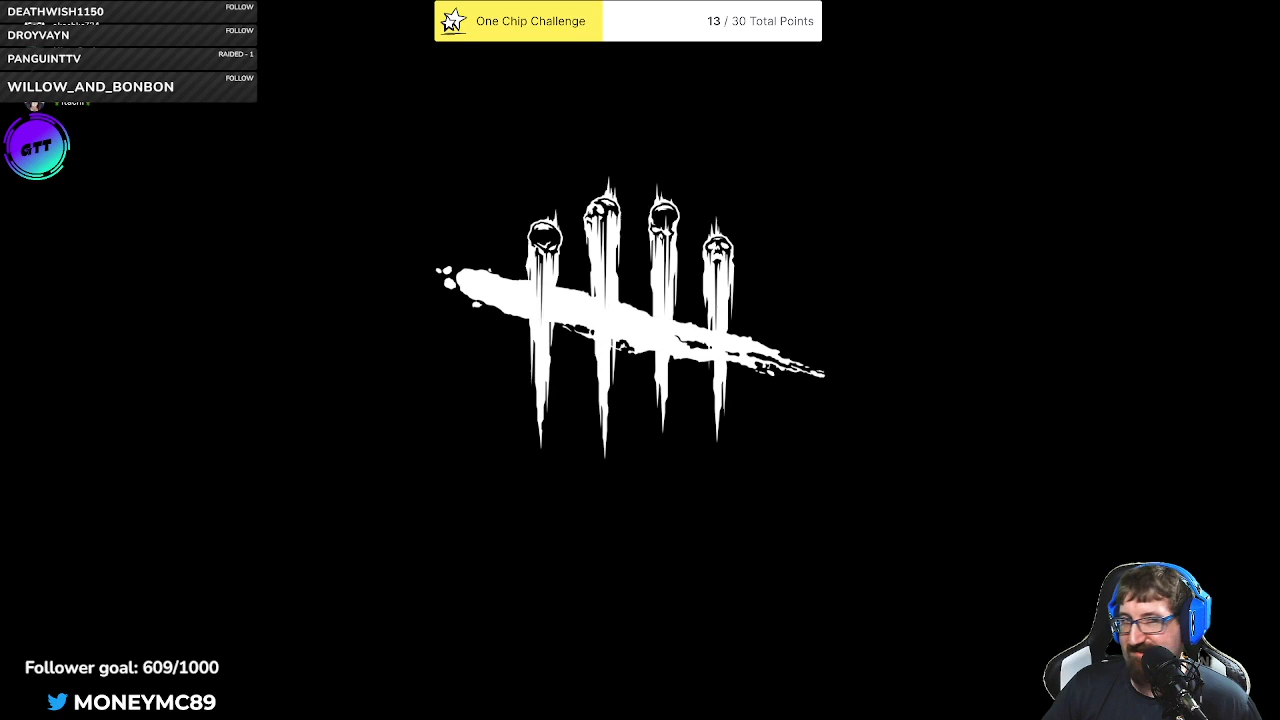 DEATHWISH1150 FOLLOW
DROYVAYN FOLLOW
PANGUINTTV RAIDED - 1
WILLOW_AND_BONBON FOLLOW
GTT
One Chip Challenge 13 / 30 Total Points
Follower goal: 609/1000
MONEYMC89